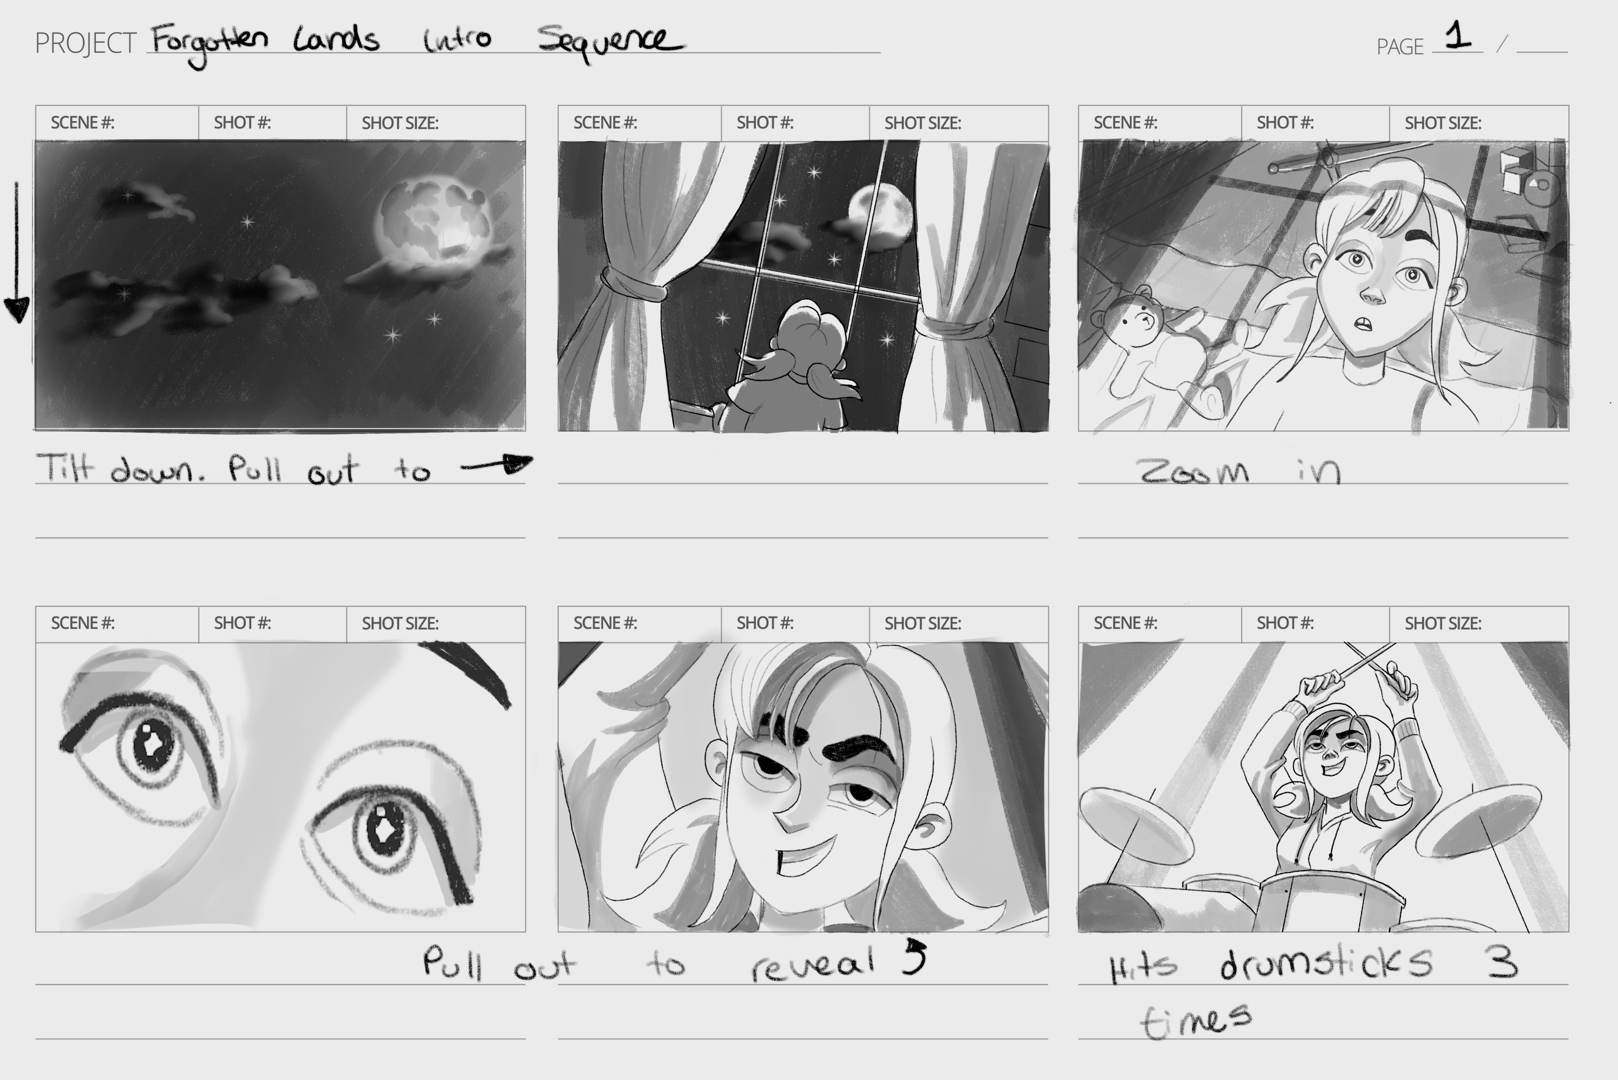 PROJECT Forgotten Lands Intro Sequence
PAGE 1 /
SCENE #: SHOT #: SHOT SIZE:
SCENE #: SHOT #: SHOT SIZE:
SCENE #: SHOT #: SHOT SIZE:
Tilt down. Pull out to
Zoom in
SCENE #: SHOT #: SHOT SIZE:
SCENE #: SHOT #: SHOT SIZE:
SCENE #: SHOT #: SHOT SIZE:
Pull out to reveal
Hits drumsticks 3
times